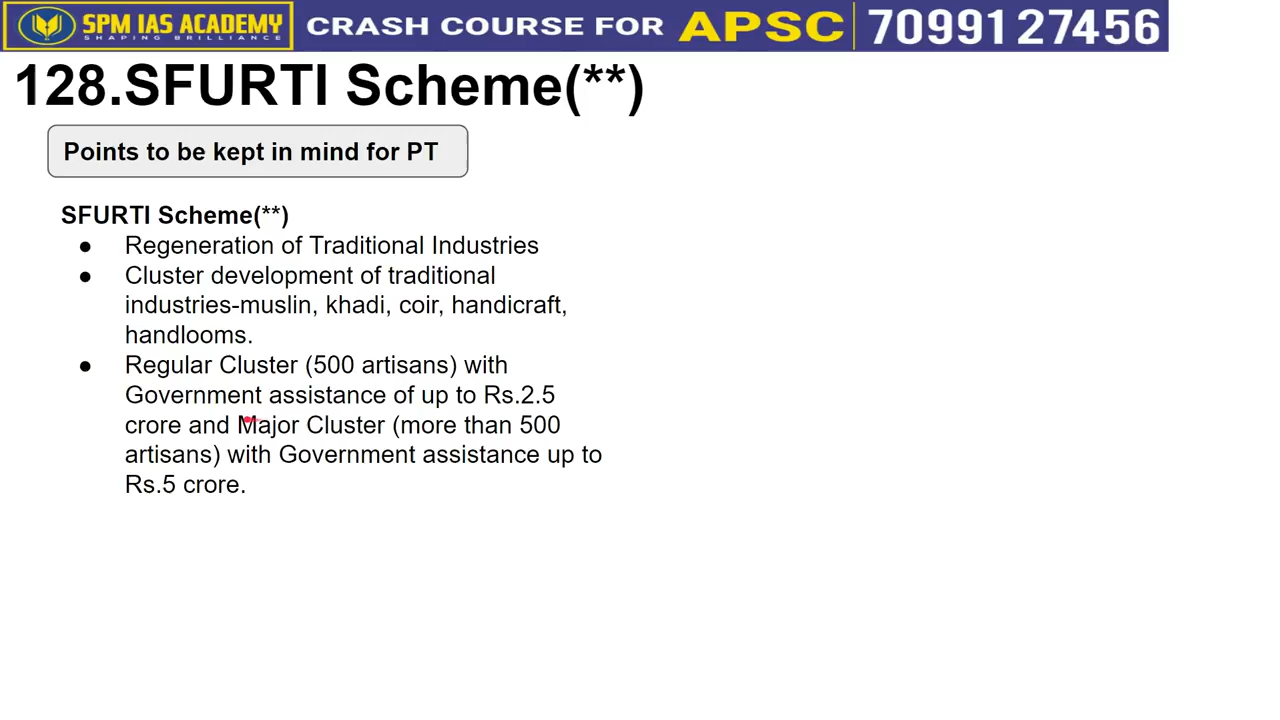 SPM IAS ACADEMY
SHAPING BRILLIANCE
CRASH COURSE FOR APSC 70991 27456
128.SFURTI Scheme(**)
Points to be kept in mind for PT
SFURTI Scheme(**)
● Regeneration of Traditional Industries
● Cluster development of traditional
industries-muslin, khadi, coir, handicraft,
handlooms.
● Regular Cluster (500 artisans) with
Government assistance of up to Rs.2.5
crore and Major Cluster (more than 500
artisans) with Government assistance up to
Rs.5 crore.